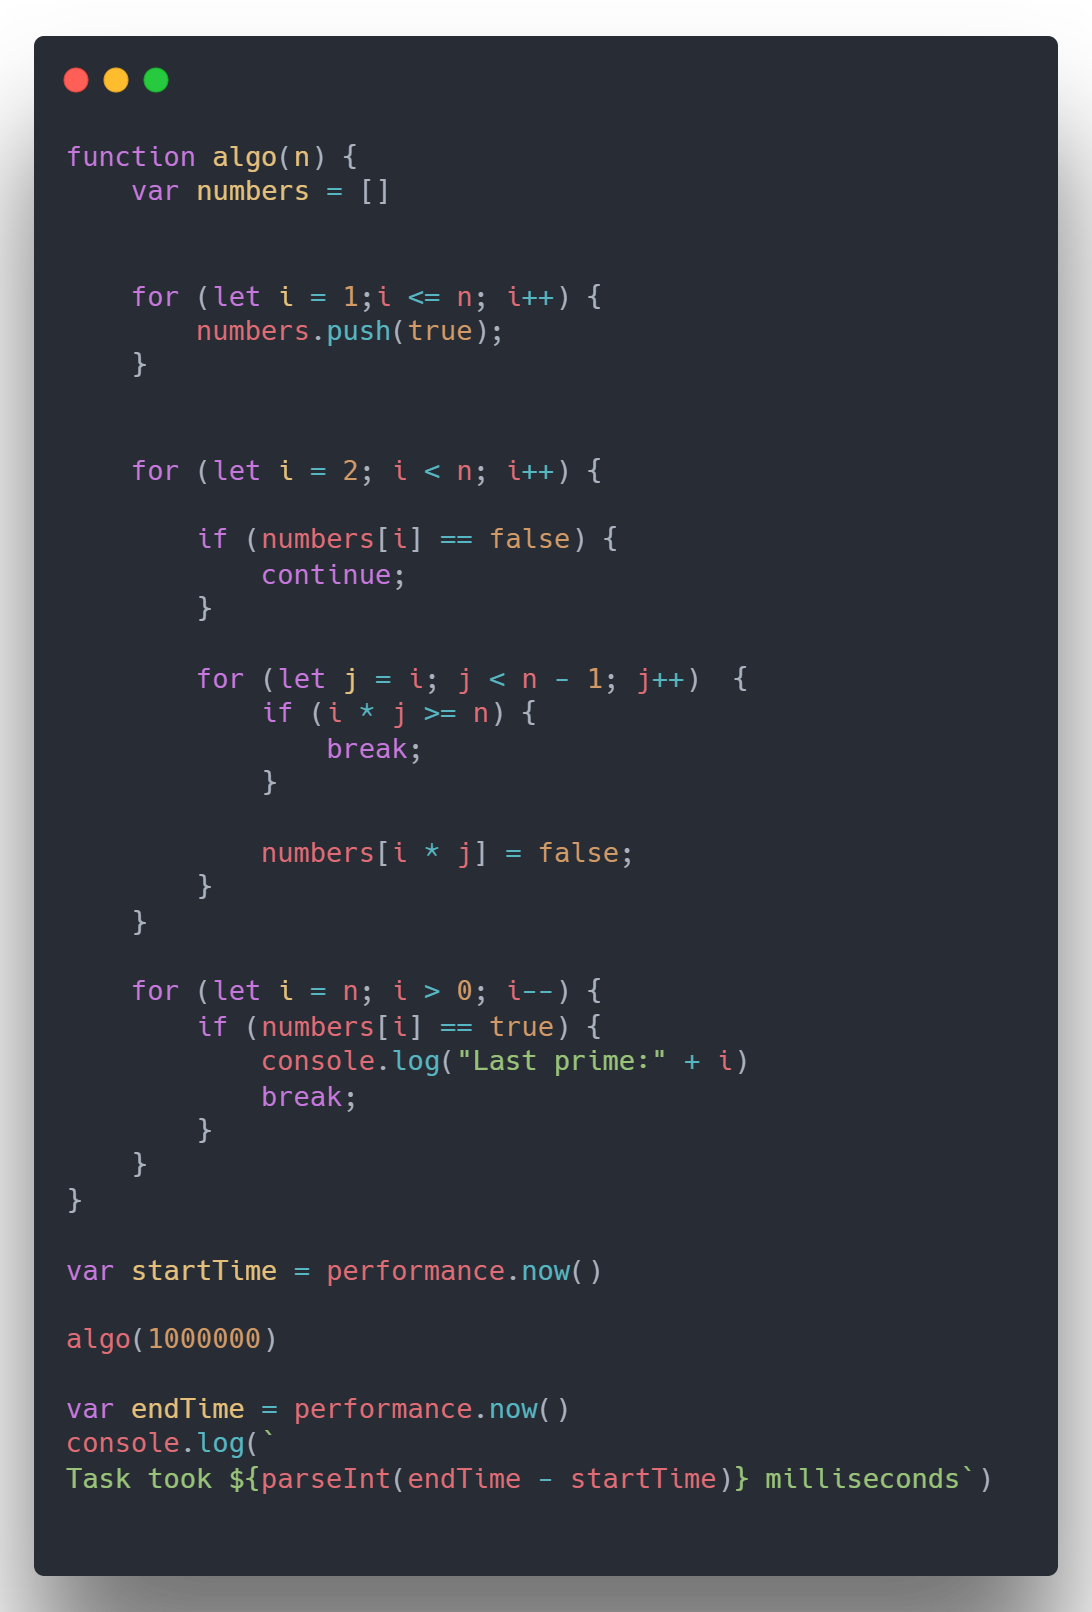 function algo(n) {
    var numbers = []


    for (let i = 1;i <= n; i++) {
        numbers.push(true);
    }


    for (let i = 2; i < n; i++) {

        if (numbers[i] == false) {
            continue;
        }

        for (let j = i; j < n - 1; j++)  {
            if (i * j >= n) {
                break;
            }

            numbers[i * j] = false;
        }
    }

    for (let i = n; i > 0; i--) {
        if (numbers[i] == true) {
            console.log("Last prime:" + i)
            break;
        }
    }
}

var startTime = performance.now()

algo(1000000)

var endTime = performance.now()
console.log(`
Task took ${parseInt(endTime - startTime)} milliseconds`)